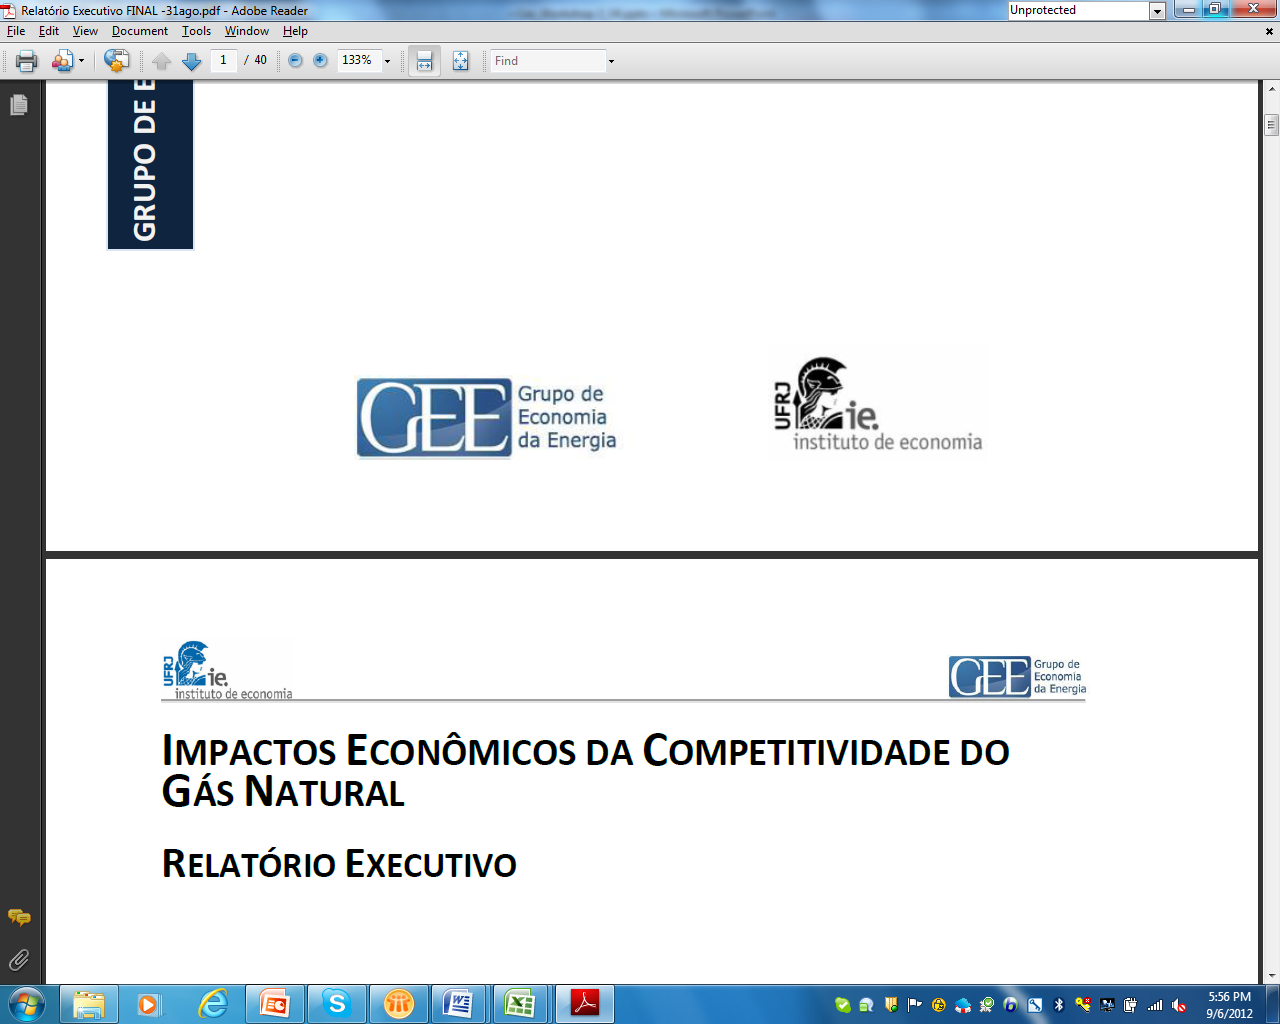 Relatório Executivo FINAL -31ago.pdf - Adobe Reader
Unprotected
File Edit View Document Tools Window Help
1 / 40 133% Find
GRUPO DE E
GEE Grupo de
Economia
da Energia
UFRJ
ie.
instituto de economia
UFRJ
ie.
instituto de economia
GEE Grupo de
Economia
da Energia
IMPACTOS ECONÔMICOS DA COMPETITIVIDADE DO
GÁS NATURAL
RELATÓRIO EXECUTIVO
5:56 PM
9/6/2012